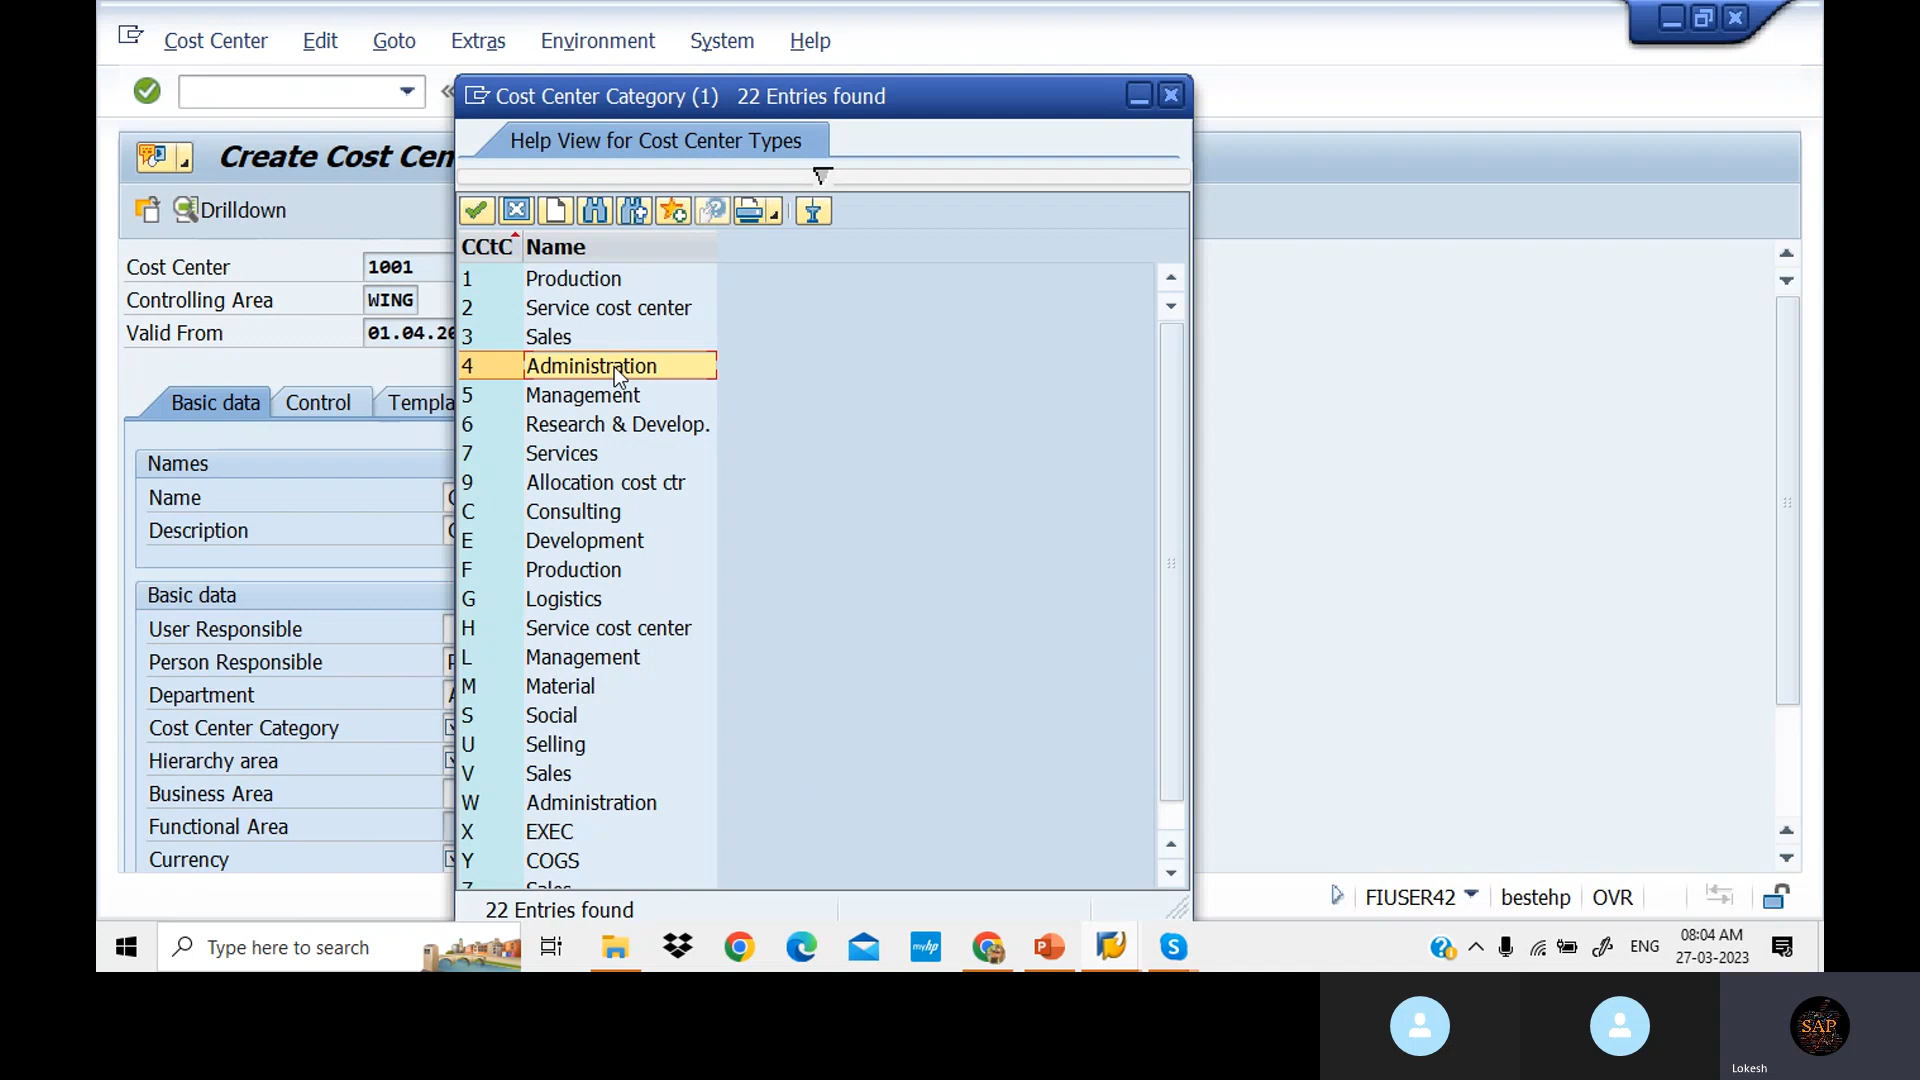 Cost Center Edit Goto Extras Environment System Help
Cost Center Category (1) 22 Entries found
Help View for Cost Center Types
Create Cost Cen
Drilldown
CCtC Name
Cost Center 1001
Controlling Area WING
Valid From 01.04.20
Basic data Control Templa
Names
Name
Description
Basic data
User Responsible
Person Responsible
Department
Cost Center Category
Hierarchy area
Business Area
Functional Area
Currency
1 Production
2 Service cost center
3 Sales
4 Administration
5 Management
6 Research & Develop.
7 Services
9 Allocation cost ctr
C Consulting
E Development
F Production
G Logistics
H Service cost center
L Management
M Material
S Social
U Selling
V Sales
W Administration
X EXEC
Y COGS
Z Sales
22 Entries found
FIUSER42 bestehp OVR
Type here to search
myhp
ENG
08:04 AM
27-03-2023
SAP
Lokesh